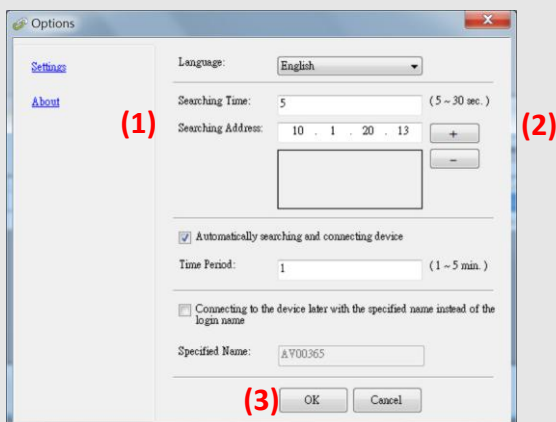 Options
Settings
About
Language: English
(1) Searching Time: 5 (5 ~ 30 sec.)
Searching Address: 10 . 1 . 20 . 13 + (2)
−
Automatically searching and connecting device
Time Period: 1 (1 ~ 5 min.)
Connecting to the device later with the specified name instead of the
login name
Specified Name: AV00365
(3) OK Cancel